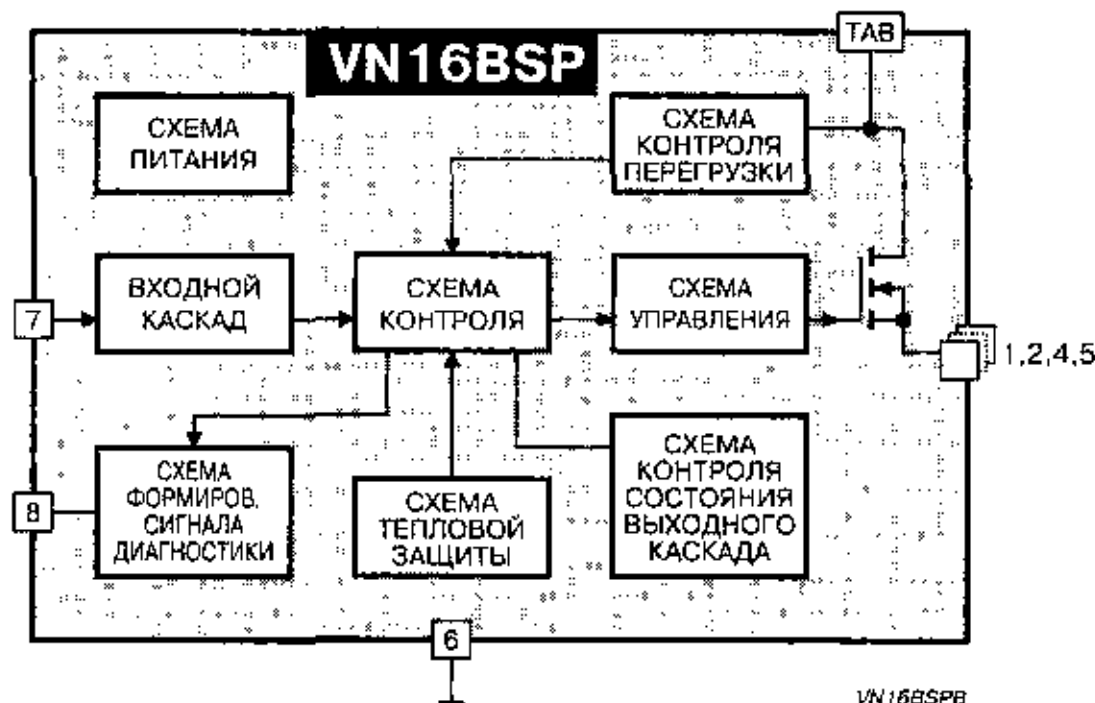 VN16BSP
TAB
СХЕМА
ПИТАНИЯ
СХЕМА
КОНТРОЛЯ
ПЕРЕГРУЗКИ
7
ВХОДНОЙ
КАСКАД
СХЕМА
КОНТРОЛЯ
СХЕМА
УПРАВЛЕНИЯ
1,2,4,5
8
СХЕМА
ФОРМИРОВ.
СИГНАЛА
ДИАГНОСТИКИ
СХЕМА
ТЕПЛОВОЙ
ЗАЩИТЫ
СХЕМА
КОНТРОЛЯ
СОСТОЯНИЯ
ВЫХОДНОГО
КАСКАДА
6
VN16BSPB